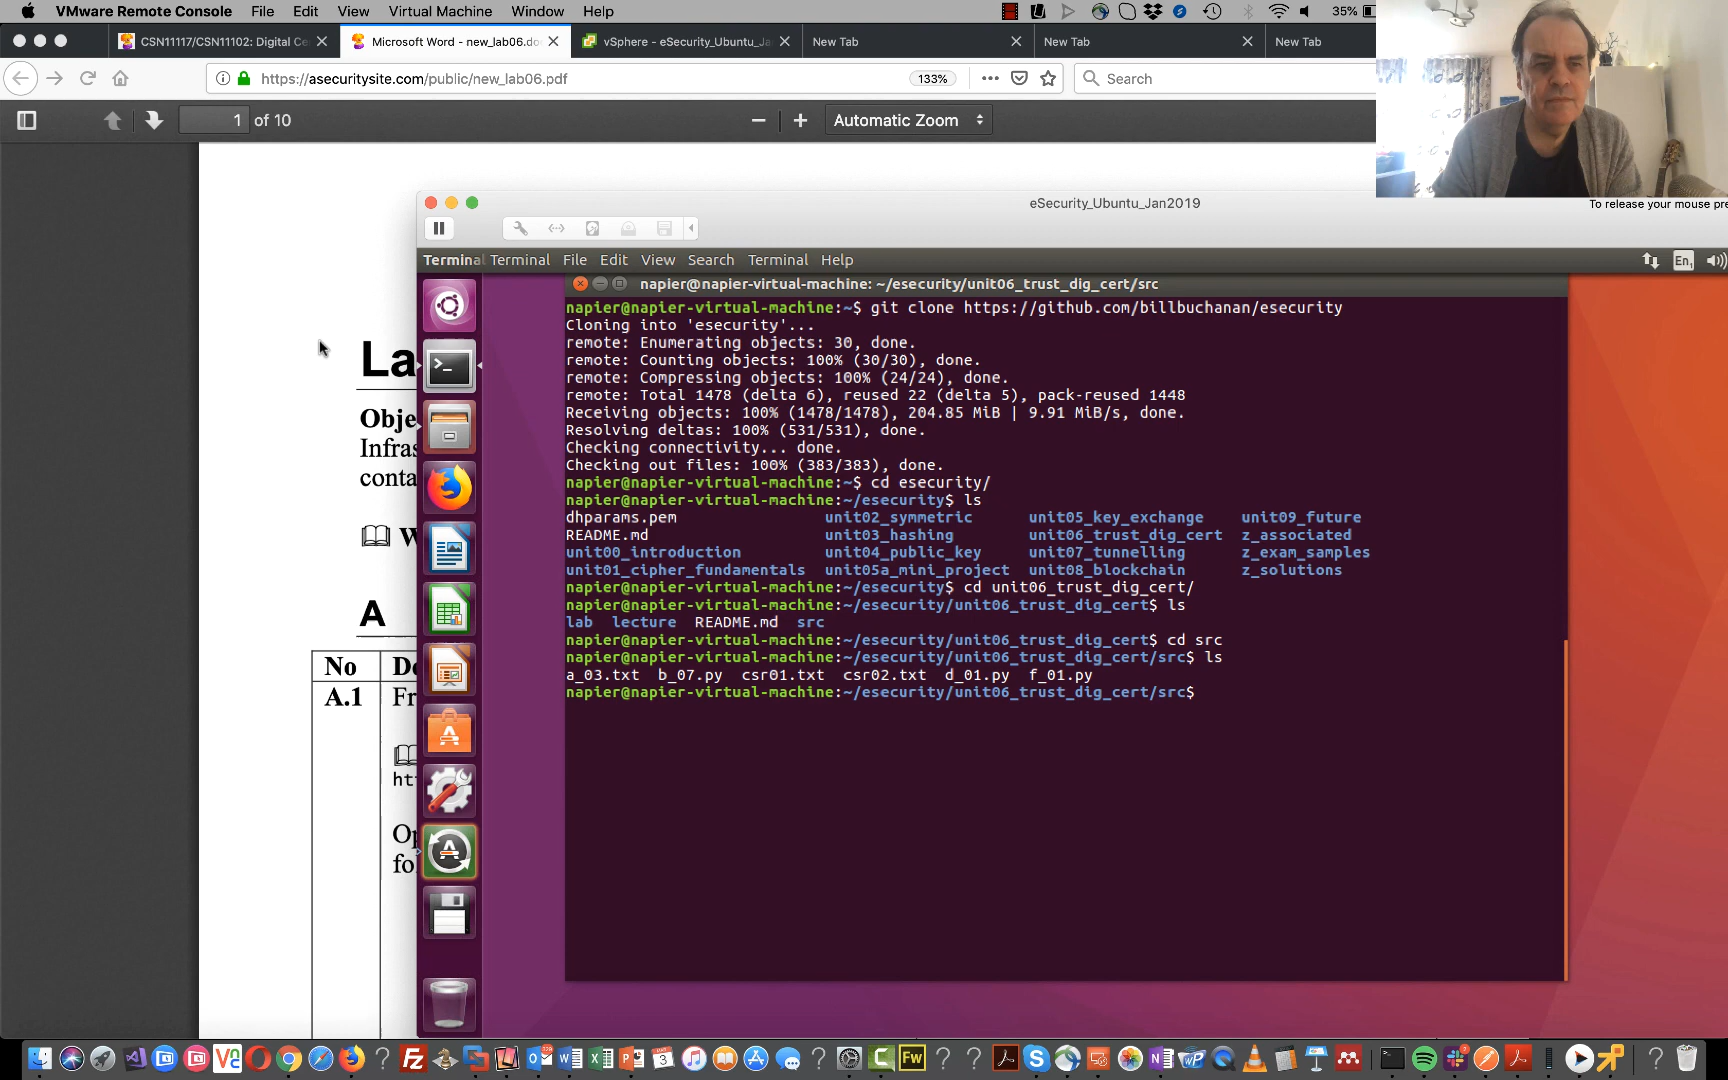 VMware Remote Console File Edit View Virtual Machine Window Help 35%
CSN11117/CSN11102: Digital Ce
Microsoft Word - new_lab06.do
vSphere - eSecurity_Ubuntu_Ja
New Tab
New Tab
New Tab
https://asecuritysite.com/public/new_lab06.pdf 133% Search
1 of 10 Automatic Zoom
eSecurity_Ubuntu_Jan2019
To release your mouse pre
Terminal Terminal File Edit View Search Terminal Help En
napier@napier-virtual-machine: ~/esecurity/unit06_trust_dig_cert/src
napier@napier-virtual-machine:~$ git clone https://github.com/billbuchanan/esecurity
Cloning into 'esecurity'...
remote: Enumerating objects: 30, done.
remote: Counting objects: 100% (30/30), done.
remote: Compressing objects: 100% (24/24), done.
remote: Total 1478 (delta 6), reused 22 (delta 5), pack-reused 1448
Receiving objects: 100% (1478/1478), 204.85 MiB | 9.91 MiB/s, done.
Resolving deltas: 100% (531/531), done.
Checking connectivity... done.
Checking out files: 100% (383/383), done.
napier@napier-virtual-machine:~$ cd esecurity/
napier@napier-virtual-machine:~/esecurity$ ls
dhparams.pem unit02_symmetric unit05_key_exchange unit09_future
README.md unit03_hashing unit06_trust_dig_cert z_associated
unit00_introduction unit04_public_key unit07_tunnelling z_exam_samples
unit01_cipher_fundamentals unit05a_mini_project unit08_blockchain z_solutions
napier@napier-virtual-machine:~/esecurity$ cd unit06_trust_dig_cert/
napier@napier-virtual-machine:~/esecurity/unit06_trust_dig_cert$ ls
lab lecture README.md src
napier@napier-virtual-machine:~/esecurity/unit06_trust_dig_cert$ cd src
napier@napier-virtual-machine:~/esecurity/unit06_trust_dig_cert/src$ ls
a_03.txt b_07.py csr01.txt csr02.txt d_01.py f_01.py
napier@napier-virtual-machine:~/esecurity/unit06_trust_dig_cert/src$
La
Obje
Infras
conta
W
A
No De
A.1 Fr
ht
Op
fo